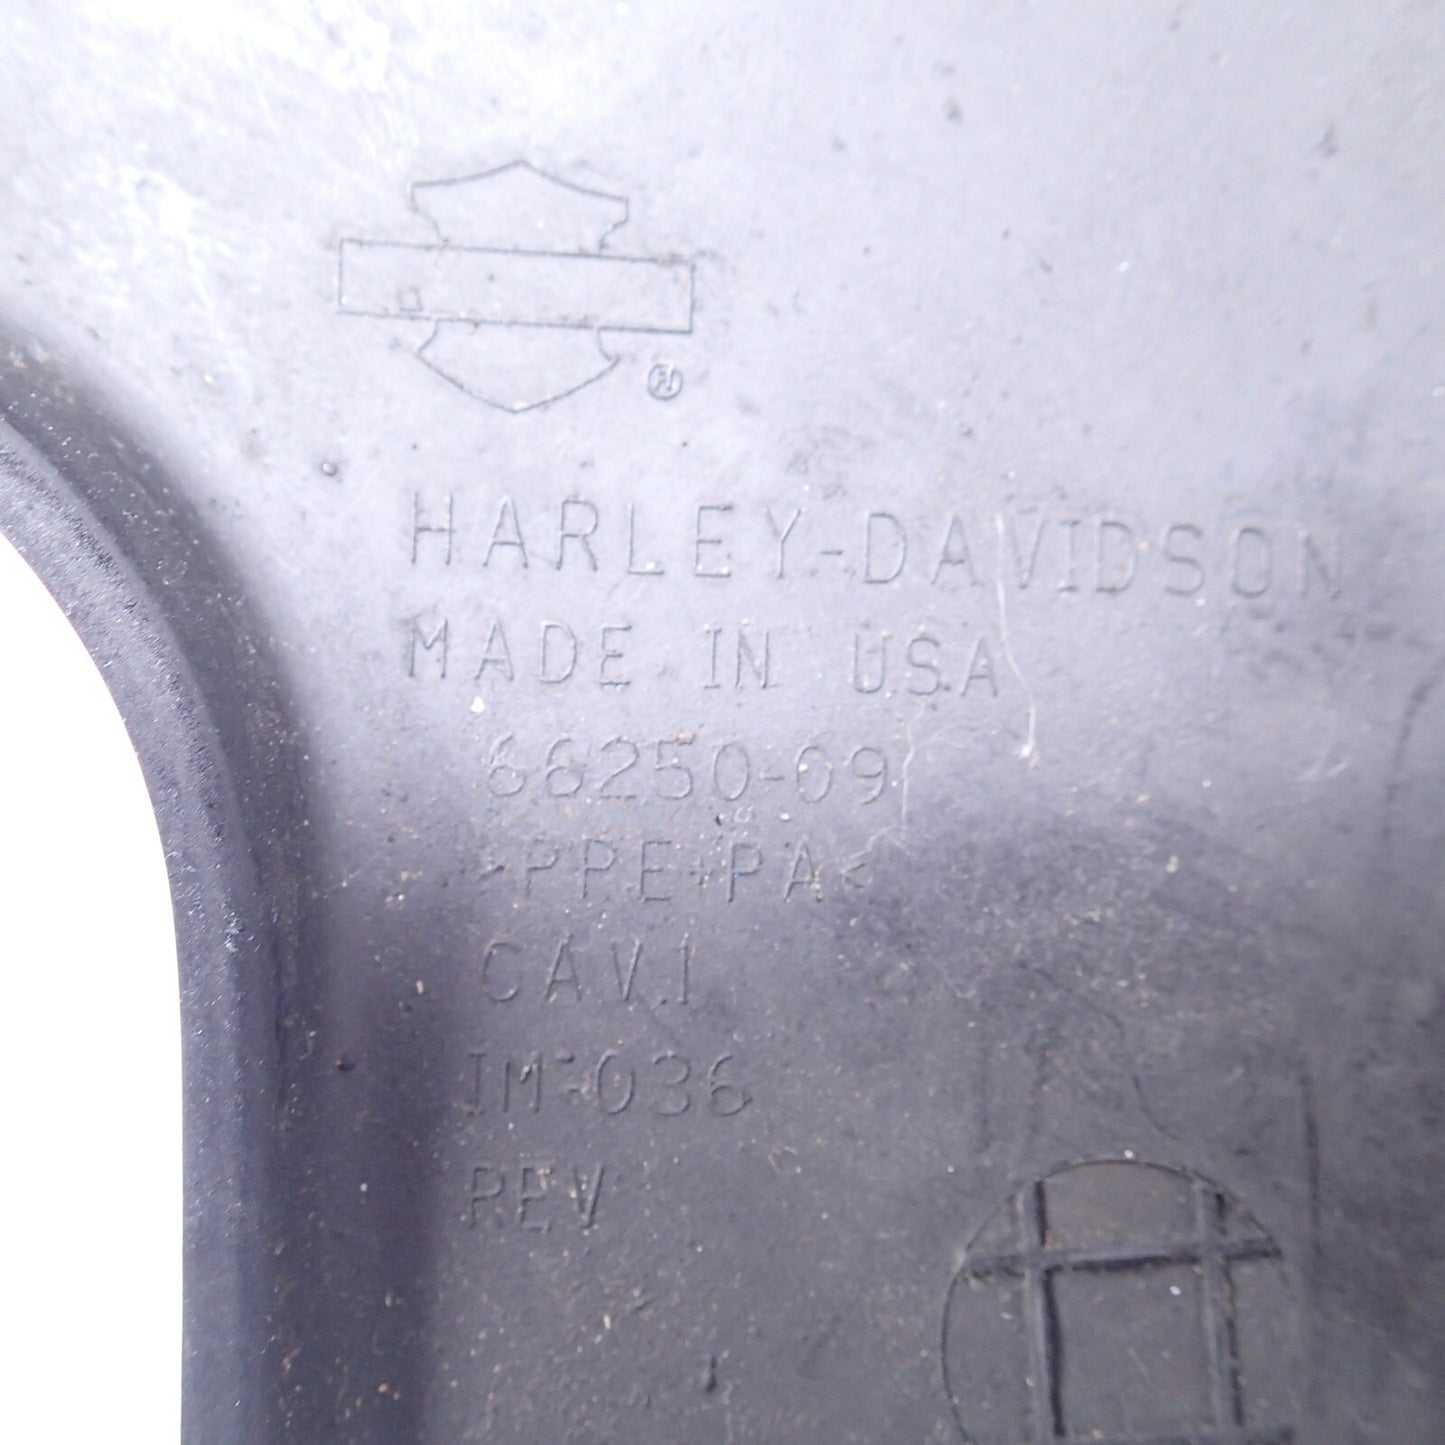 ®
HARLEY-DAVIDSON
MADE IN USA
66250-09
>PPE+PA<
CAV.1
IM-036
REV